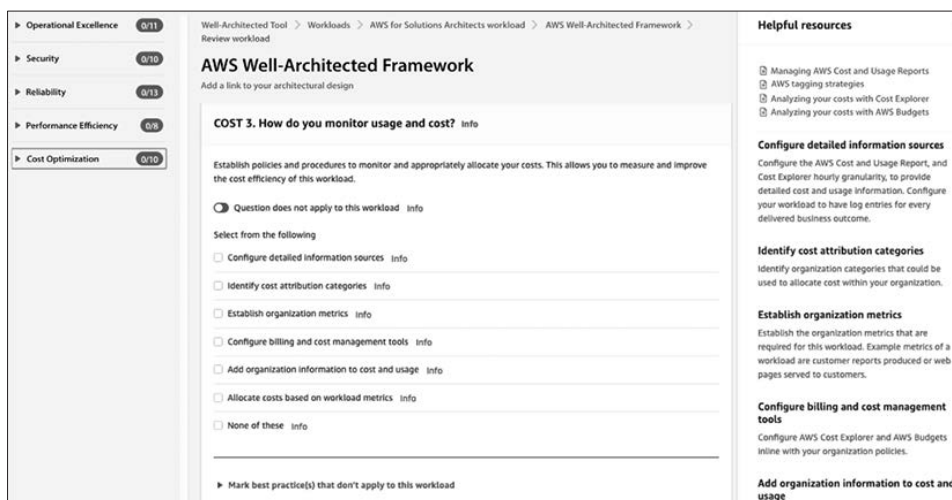 Operational Excellence 0/11
Security 0/10
Reliability 0/13
Performance Efficiency 0/8
Cost Optimization 0/10
Well-Architected Tool > Workloads > AWS for Solutions Architects workload > AWS Well-Architected Framework >
Review workload
AWS Well-Architected Framework
Add a link to your architectural design
COST 3. How do you monitor usage and cost? Info
Establish policies and procedures to monitor and appropriately allocate your costs. This allows you to measure and improve
the cost efficiency of this workload.
Question does not apply to this workload Info
Select from the following
Configure detailed information sources Info
Identify cost attribution categories Info
Establish organization metrics Info
Configure billing and cost management tools Info
Add organization information to cost and usage Info
Allocate costs based on workload metrics Info
None of these Info
Mark best practice(s) that don't apply to this workload
Helpful resources
Managing AWS Cost and Usage Reports
AWS tagging strategies
Analyzing your costs with Cost Explorer
Analyzing your costs with AWS Budgets
Configure detailed information sources
Configure the AWS Cost and Usage Report, and
Cost Explorer hourly granularity, to provide
detailed cost and usage information. Configure
your workload to have log entries for every
delivered business outcome.
Identify cost attribution categories
Identify organization categories that could be
used to allocate cost within your organization.
Establish organization metrics
Establish the organization metrics that are
required for this workload. Example metrics of a
workload are customer reports produced or web
pages served to customers.
Configure billing and cost management
tools
Configure AWS Cost Explorer and AWS Budgets
inline with your organization policies.
Add organization information to cost and
usage